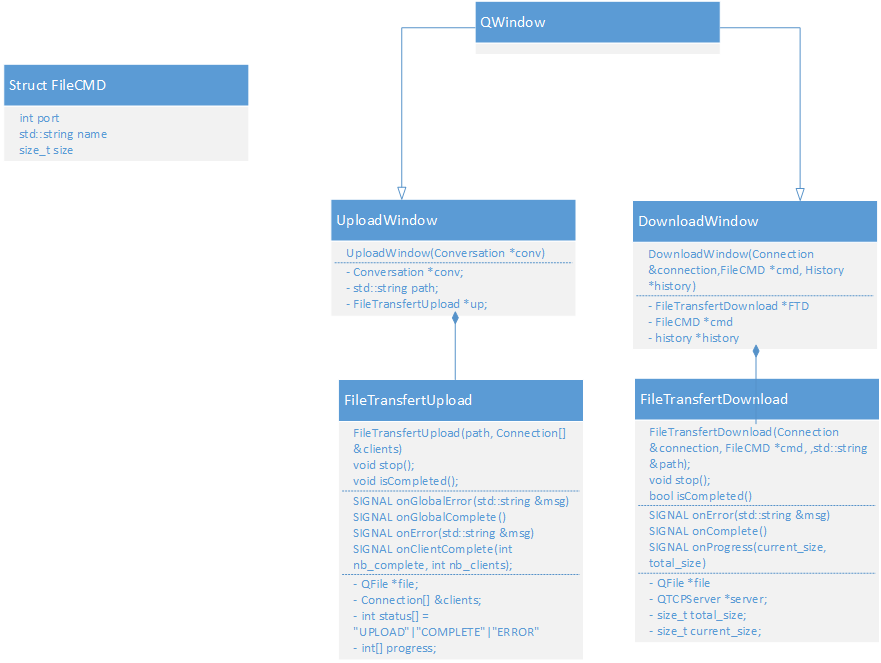 QWindow
Struct FileCMD
int port
std::string name
size_t size
UploadWindow
UploadWindow(Conversation *conv)
- Conversation *conv;
- std::string path;
- FileTransfertUpload *up;
DownloadWindow
DownloadWindow(Connection
&connection,FileCMD *cmd, History
*history)
- FileTransfertDownload *FTD
- FileCMD *cmd
- history *history
FileTransfertUpload
FileTransfertUpload(path, Connection[]
&clients)
void stop();
void isCompleted();
SIGNAL onGlobalError(std::string &msg)
SIGNAL onGlobalComplete()
SIGNAL onError(std::string &msg)
SIGNAL onClientComplete(int
nb_complete, int nb_clients);
- QFile *file;
- Connection[] &clients;
- int status[] =
"UPLOAD"|"COMPLETE"|"ERROR"
- int[] progress;
FileTransfertDownload
FileTransfertDownload(Connection
&connection, FileCMD *cmd, ,std::string
&path);
void stop();
bool isCompleted()
SIGNAL onError(std::string &msg)
SIGNAL onComplete()
SIGNAL onProgress(current_size,
total_size)
- QFile *file
- QTCPServer *server;
- size_t total_size;
- size_t current_size;